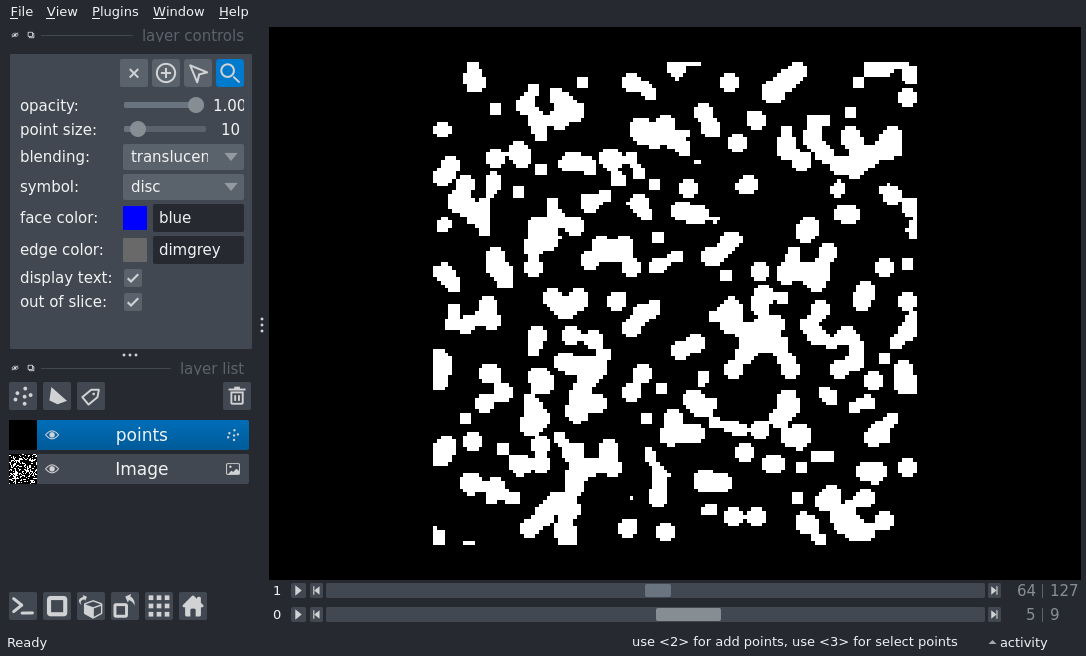 File View Plugins Window Help
layer controls
opacity: 1.00
point size: 10
blending: translucen
symbol: disc
face color: blue
edge color: dimgrey
display text:
out of slice:
layer list
points
Image
1 64 | 127
0 5 | 9
Ready use <2> for add points, use <3> for select points activity